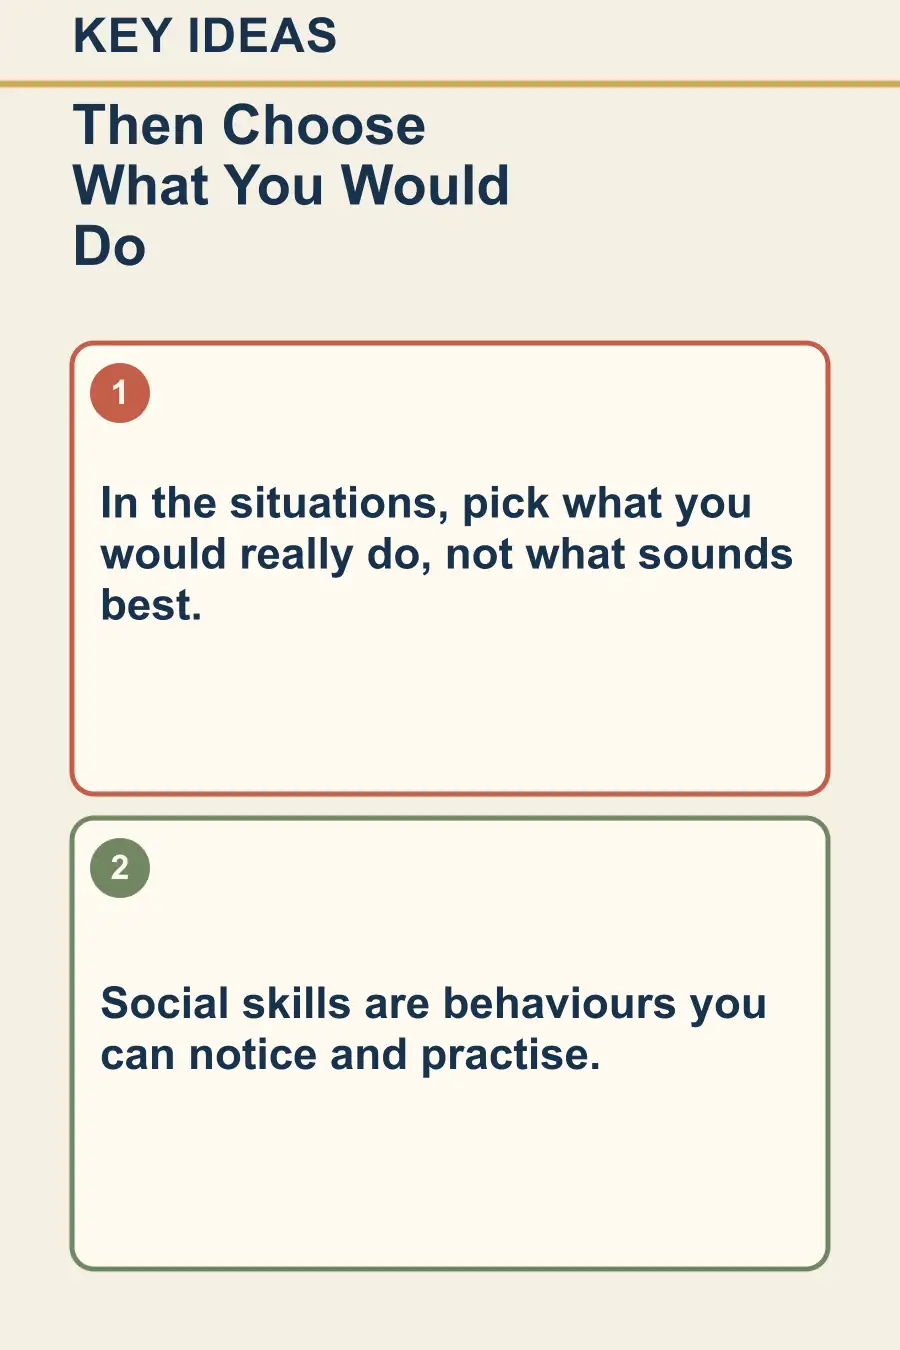 KEY IDEAS
Then Choose
What You Would
Do
1
In the situations, pick what you
would really do, not what sounds
best.
2
Social skills are behaviours you
can notice and practise.